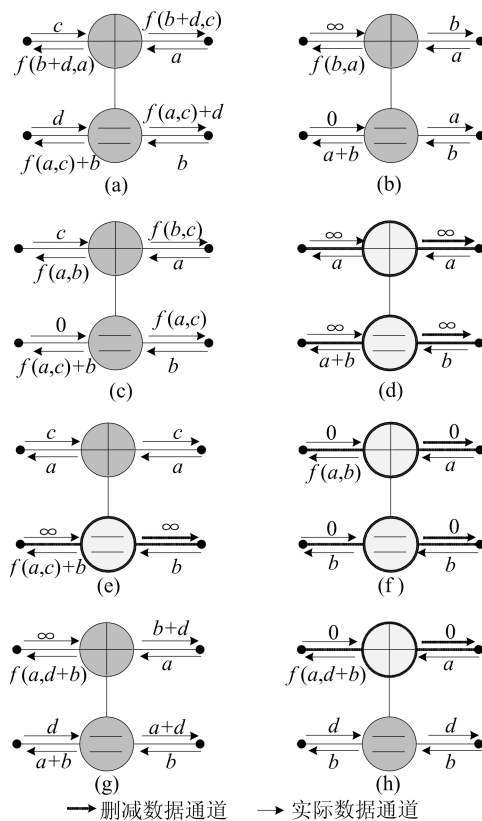 c f(b+d,c) ∞ b
f(b+d,a) a f(b,a) a
d f(a,c)+d 0 a
f(a,c)+b b a+b b
(a) (b)
c f(b,c) ∞ ∞
f(a,b) a a a
0 f(a,c) ∞ ∞
f(a,c)+b b a+b b
(c) (d)
c c 0 0
a a f(a,b) a
∞ ∞ 0 0
f(a,c)+b b b b
(e) (f)
∞ b+d 0 0
f(a,d+b) a f(a,d+b) a
d a+d d d
a+b b b b
(g) (h)
删减数据通道 实际数据通道